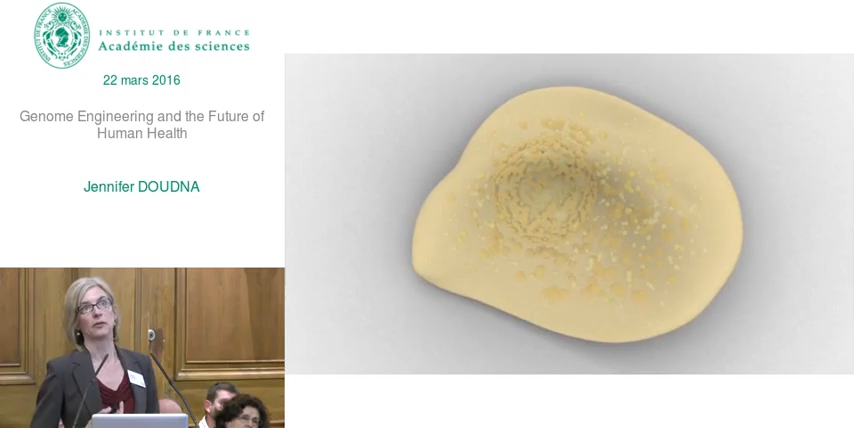 INSTITUT DE FRANCE
Académie des sciences
22 mars 2016
Genome Engineering and the Future of
Human Health
Jennifer DOUDNA